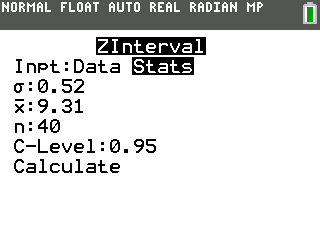 NORMAL FLOAT AUTO REAL RADIAN MP
ZInterval
Inpt:Data Stats
σ:0.52
x̄:9.31
n:40
C-Level:0.95
Calculate